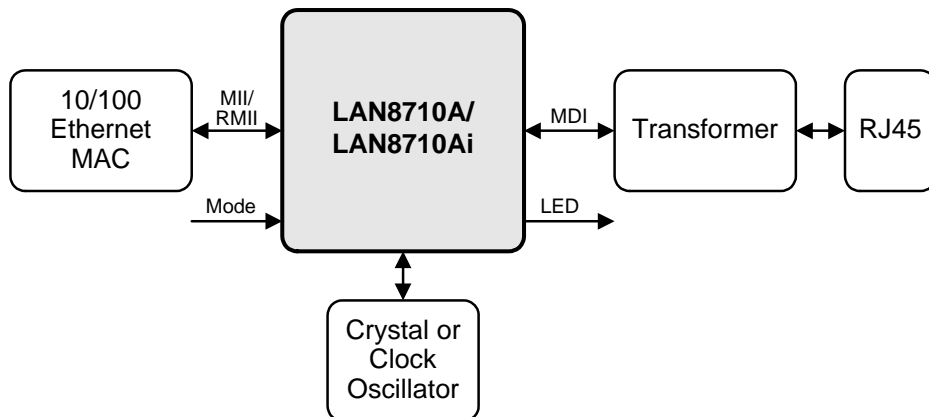 10/100
Ethernet
MAC
MII/
RMII
Mode
LAN8710A/
LAN8710Ai
MDI
LED
Transformer
RJ45
Crystal or
Clock
Oscillator